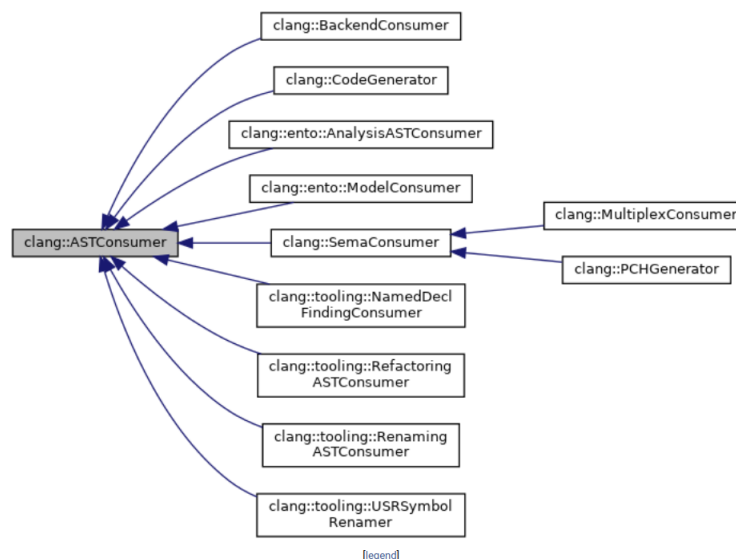 clang::BackendConsumer
clang::CodeGenerator
clang::ento::AnalysisASTConsumer
clang::ento::ModelConsumer
clang::MultiplexConsumer
clang::ASTConsumer
clang::SemaConsumer
clang::PCHGenerator
clang::tooling::NamedDecl
FindingConsumer
clang::tooling::Refactoring
ASTConsumer
clang::tooling::Renaming
ASTConsumer
clang::tooling::USRSymbol
Renamer
[legend]